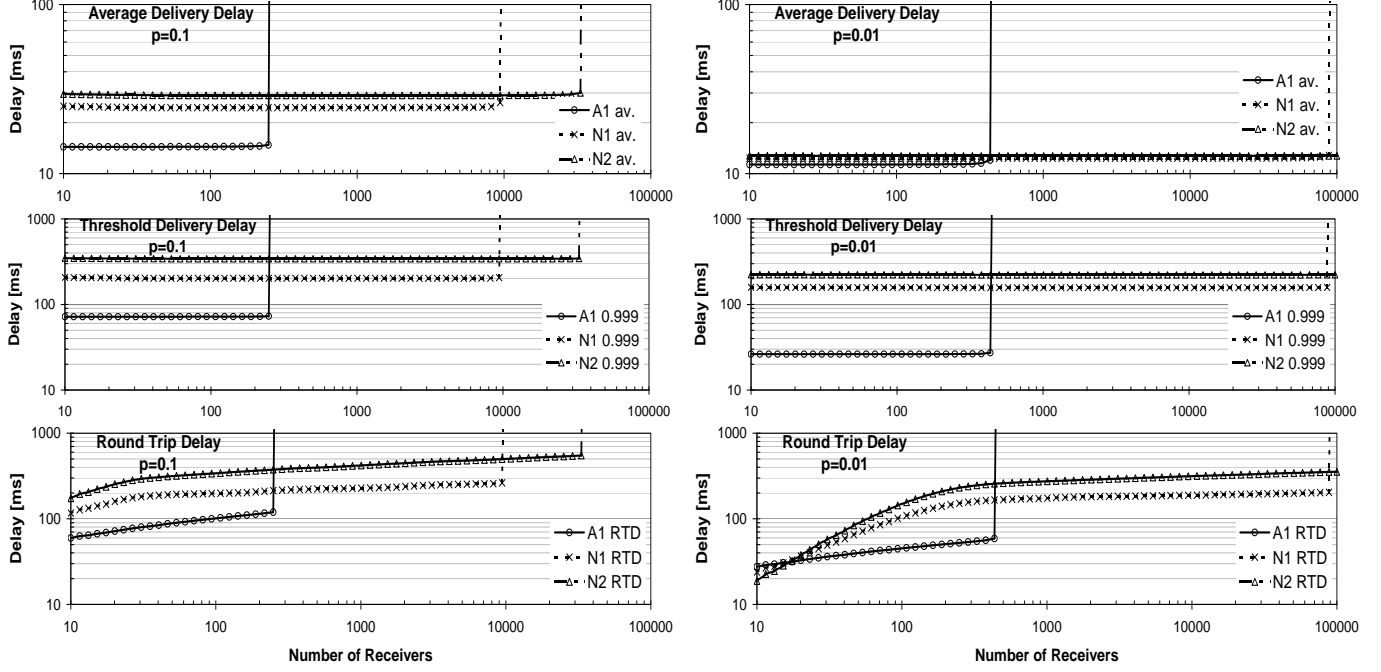 Average Delivery Delay
p=0.1
Delay [ms]
100
10
A1 av.
N1 av.
N2 av.
10 100 1000 10000 100000
Average Delivery Delay
p=0.01
Delay [ms]
100
10
A1 av.
N1 av.
N2 av.
10 100 1000 10000 100000
Threshold Delivery Delay
p=0.1
Delay [ms]
1000
100
10
A1 0.999
N1 0.999
N2 0.999
10 100 1000 10000 100000
Threshold Delivery Delay
p=0.01
Delay [ms]
1000
100
10
A1 0.999
N1 0.999
N2 0.999
10 100 1000 10000 100000
Round Trip Delay
p=0.1
Delay [ms]
1000
100
10
A1 RTD
N1 RTD
N2 RTD
10 100 1000 10000 100000
Number of Receivers
Round Trip Delay
p=0.01
Delay [ms]
1000
100
10
A1 RTD
N1 RTD
N2 RTD
10 100 1000 10000 100000
Number of Receivers